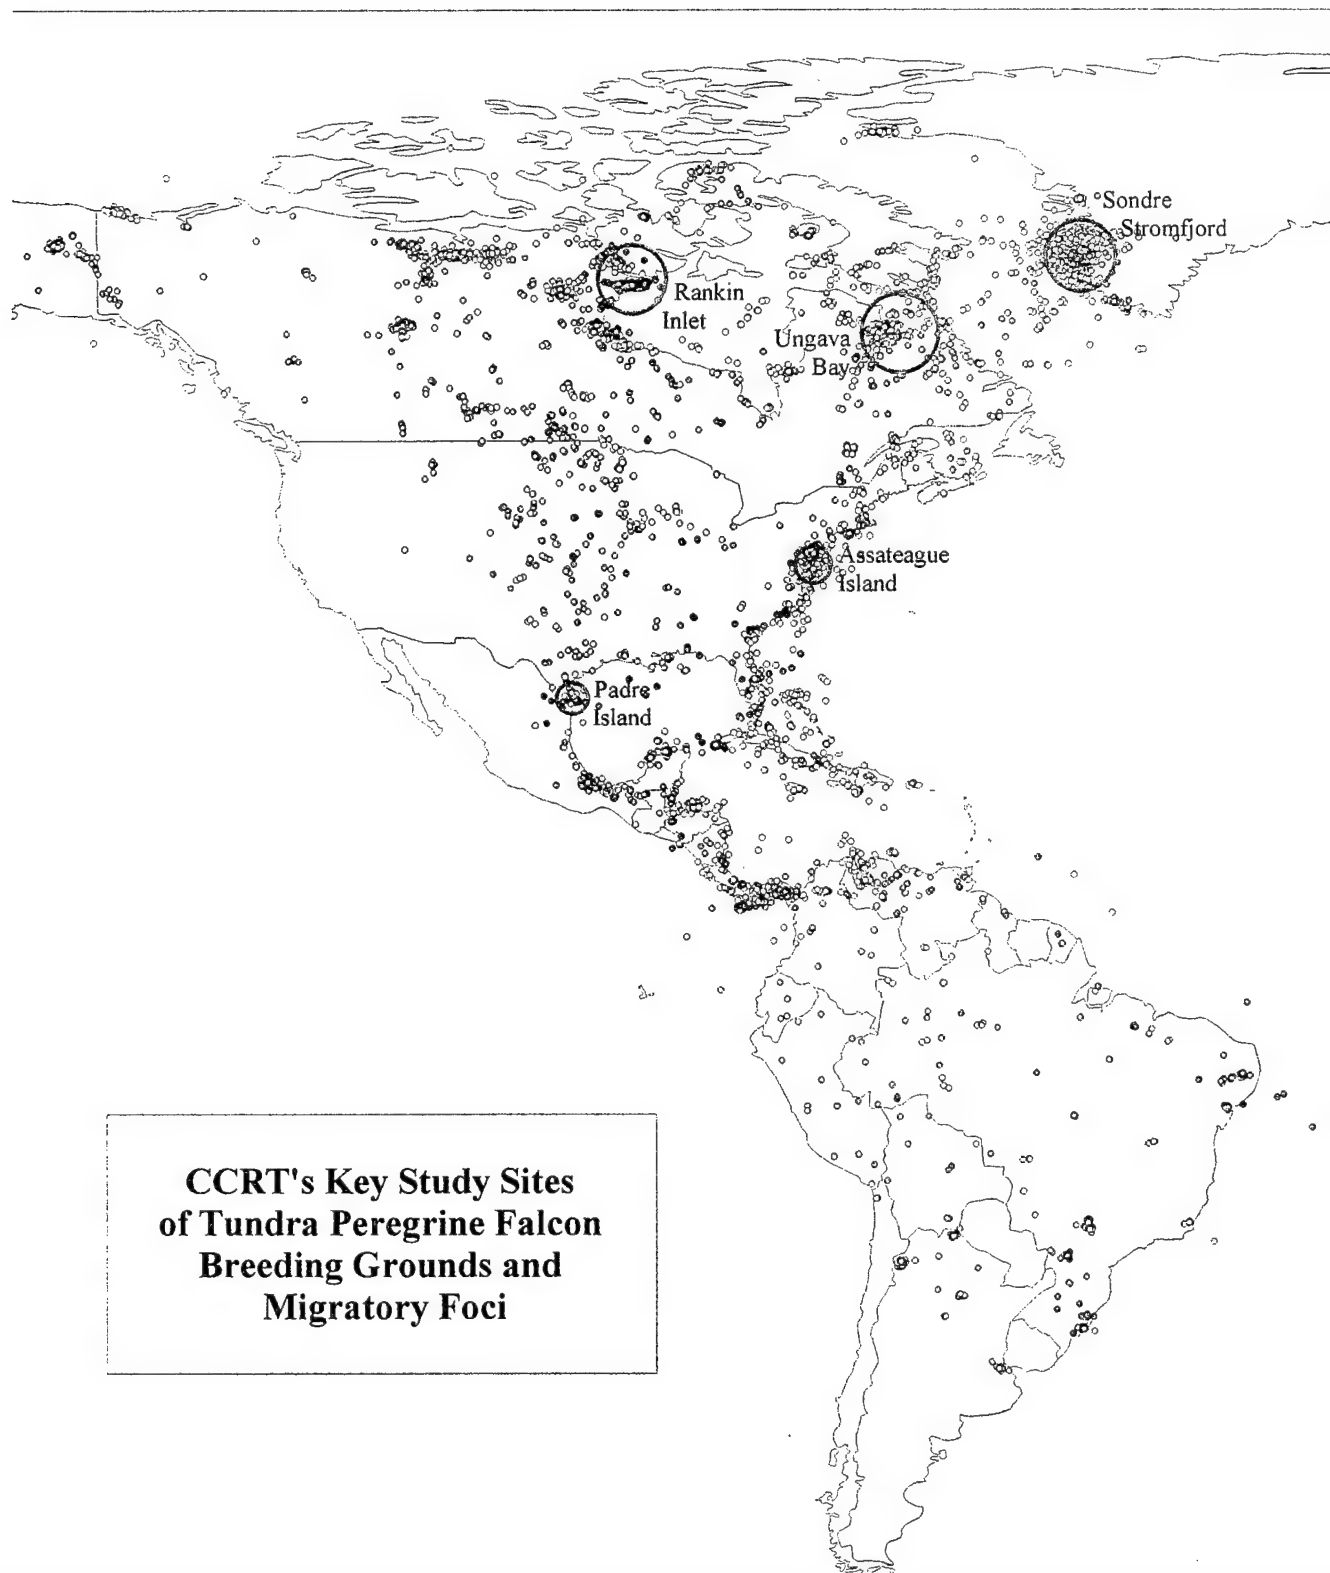 Sondre
Stromfjord
Rankin
Inlet
Ungava
Bay
Assateague
Island
Padre
Island
CCRT's Key Study Sites
of Tundra Peregrine Falcon
Breeding Grounds and
Migratory Foci